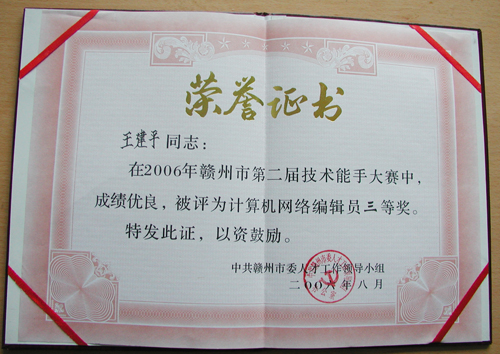 荣誉证书
王建平同志：
在2006年赣州市第二届技术能手大赛中，
成绩优良，被评为计算机网络编辑员三等奖。
特发此证，以资鼓励。
中共赣州市委人才工作领导小组
二〇〇六年八月